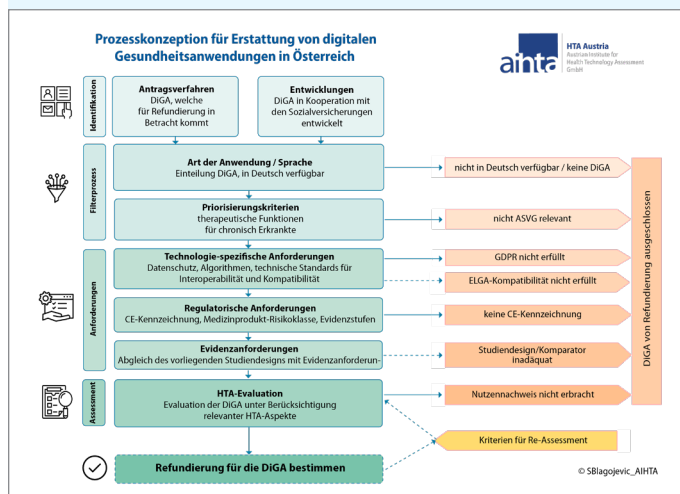 Prozesskonzeption für Erstattung von digitalen
Gesundheitsanwendungen in Österreich
aihta
HTA Austria
Austrian Institute for
Health Technology Assessment
GmbH
Identifikation
Antragsverfahren
DiGA, welche
für Refundierung in
Betracht kommt
Entwicklungen
DiGA in Kooperation mit
den Sozialversicherungen
entwickelt
Filterprozess
Art der Anwendung / Sprache
Einteilung DiGA, in Deutsch verfügbar
nicht in Deutsch verfügbar / keine DiGA
Priorisierungskriterien
therapeutische Funktionen
für chronisch Erkrankte
nicht ASVG relevant
Anforderungen
Technologie-spezifische Anforderungen
Datenschutz, Algorithmen, technische Standards für
Interoperabilität und Kompatibilität
GDPR nicht erfüllt
ELGA-Kompatibilität nicht erfüllt
Regulatorische Anforderungen
CE-Kennzeichnung, Medizinprodukt-Risikoklasse, Evidenzstufen
keine CE-Kennzeichnung
Evidenzanforderungen
Abgleich des vorliegenden Studiendesigns mit Evidenzanforderun-
Studiendesign/Komparator
inadäquat
Assessment
HTA-Evaluation
Evaluation der DiGA unter Berücksichtigung
relevanter HTA-Aspekte
Nutzennachweis nicht erbracht
DiGA von Refundierung ausgeschlossen
Kriterien für Re-Assessment
Refundierung für die DiGA bestimmen
© SBlagojevic_AIHTA